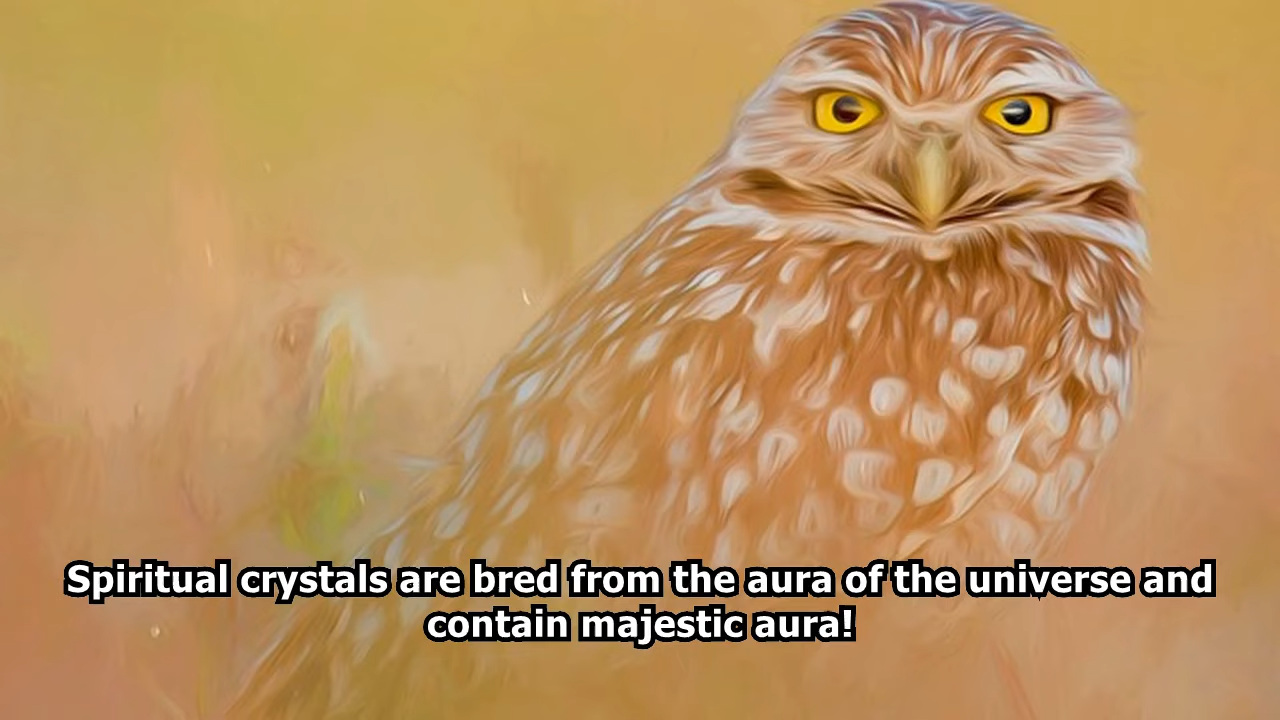 Spiritual crystals are bred from the aura of the universe and
contain majestic aura!